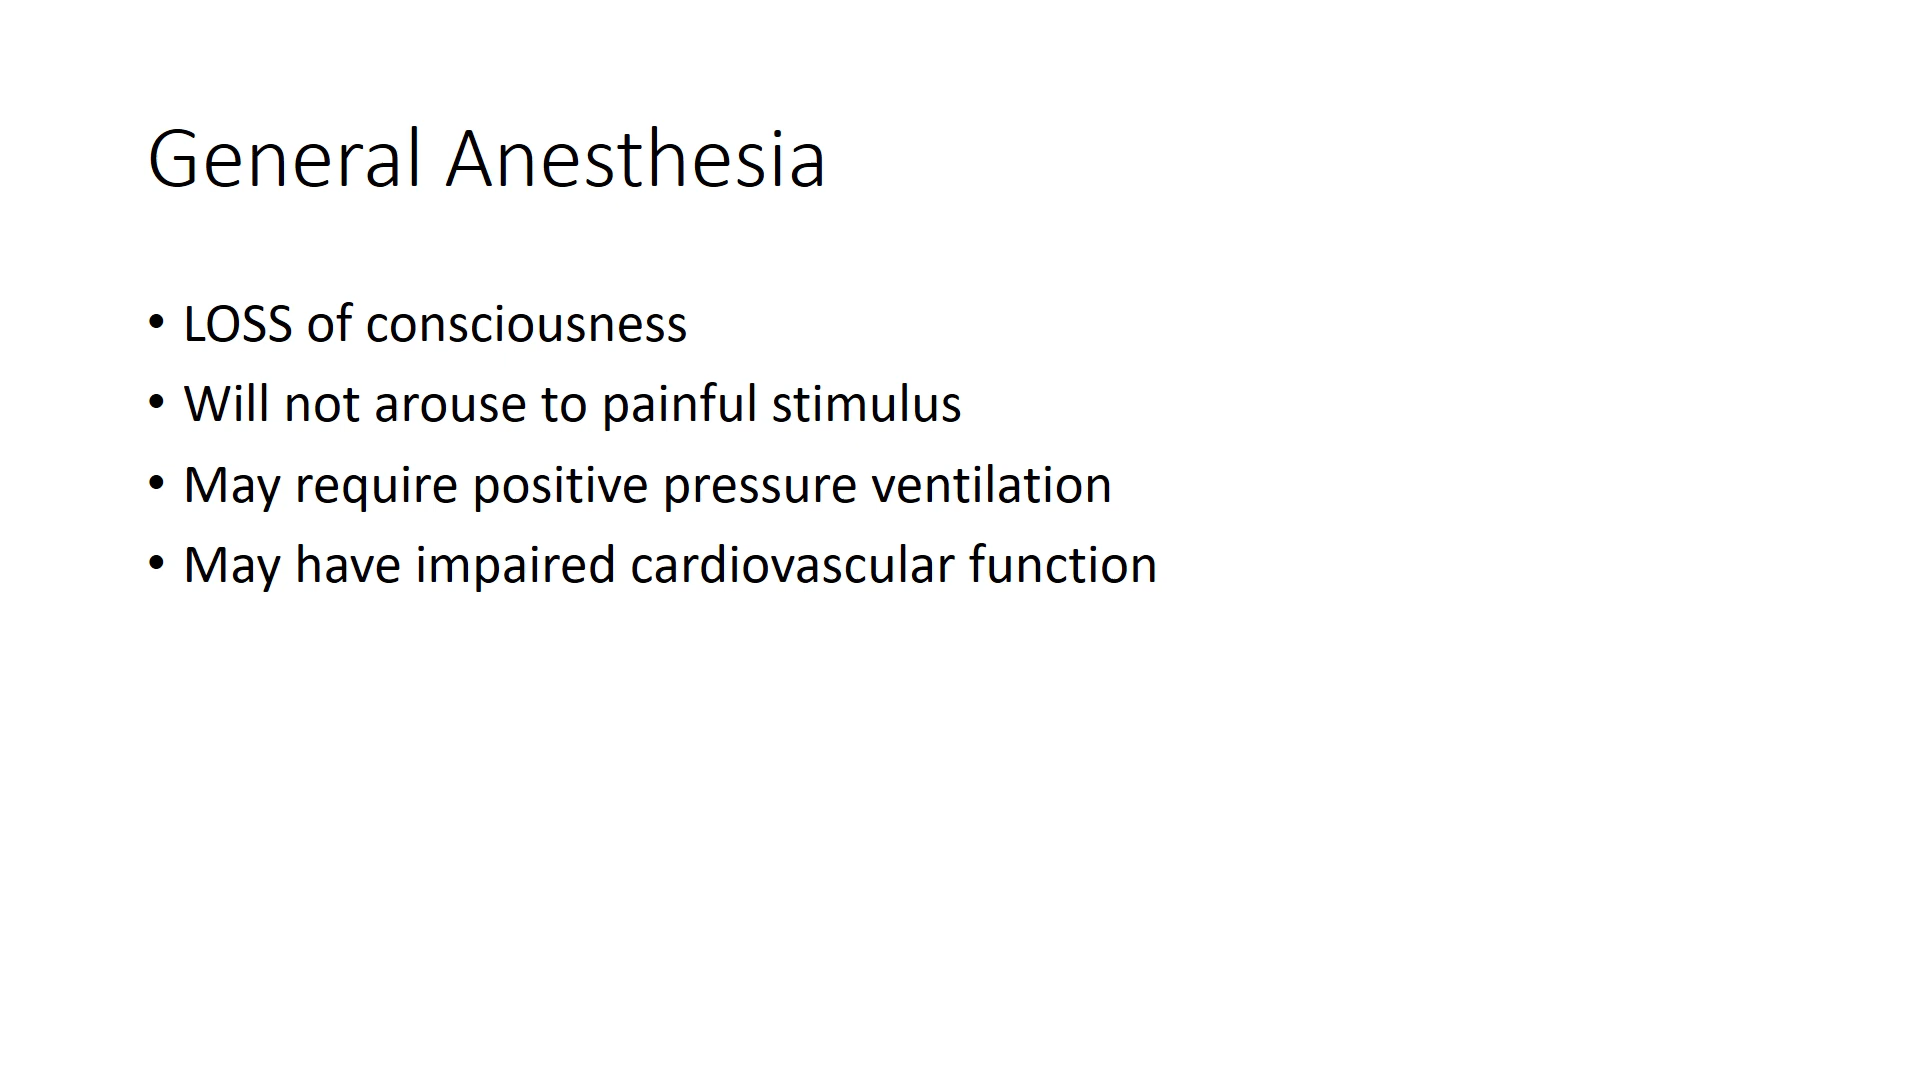 General Anesthesia
• LOSS of consciousness
• Will not arouse to painful stimulus
• May require positive pressure ventilation
• May have impaired cardiovascular function